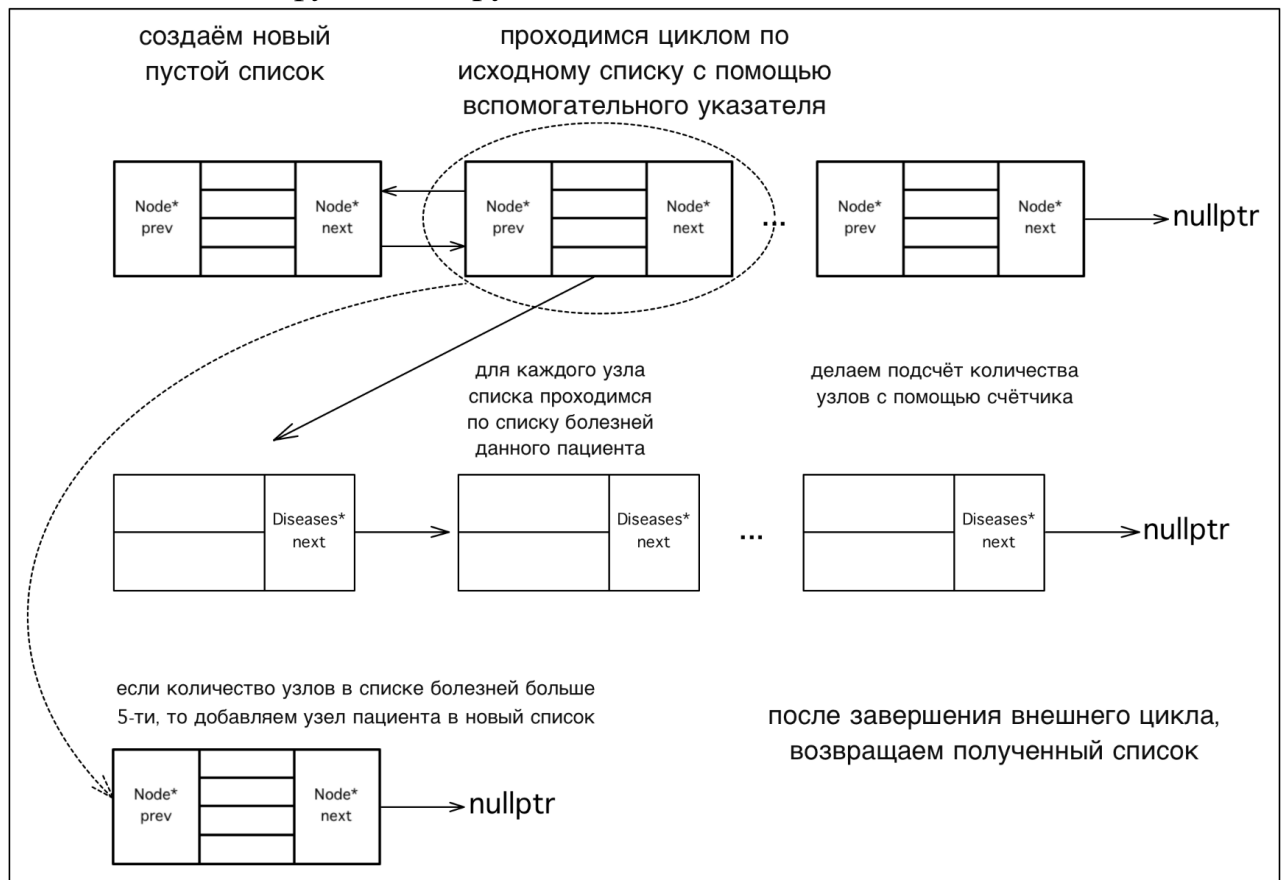 создаём новый
пустой список
проходимся циклом по
исходному списку с помощью
вспомогательного указателя
Node*
prev
Node*
next
Node*
prev
Node*
next
...
Node*
prev
Node*
next
nullptr
для каждого узла
списка проходимся
по списку болезней
данного пациента
делаем подсчёт количества
узлов с помощью счётчика
Diseases*
next
Diseases*
next
...
Diseases*
next
nullptr
если количество узлов в списке болезней больше
5-ти, то добавляем узел пациента в новый список
после завершения внешнего цикла,
возвращаем полученный список
Node*
prev
Node*
next
nullptr